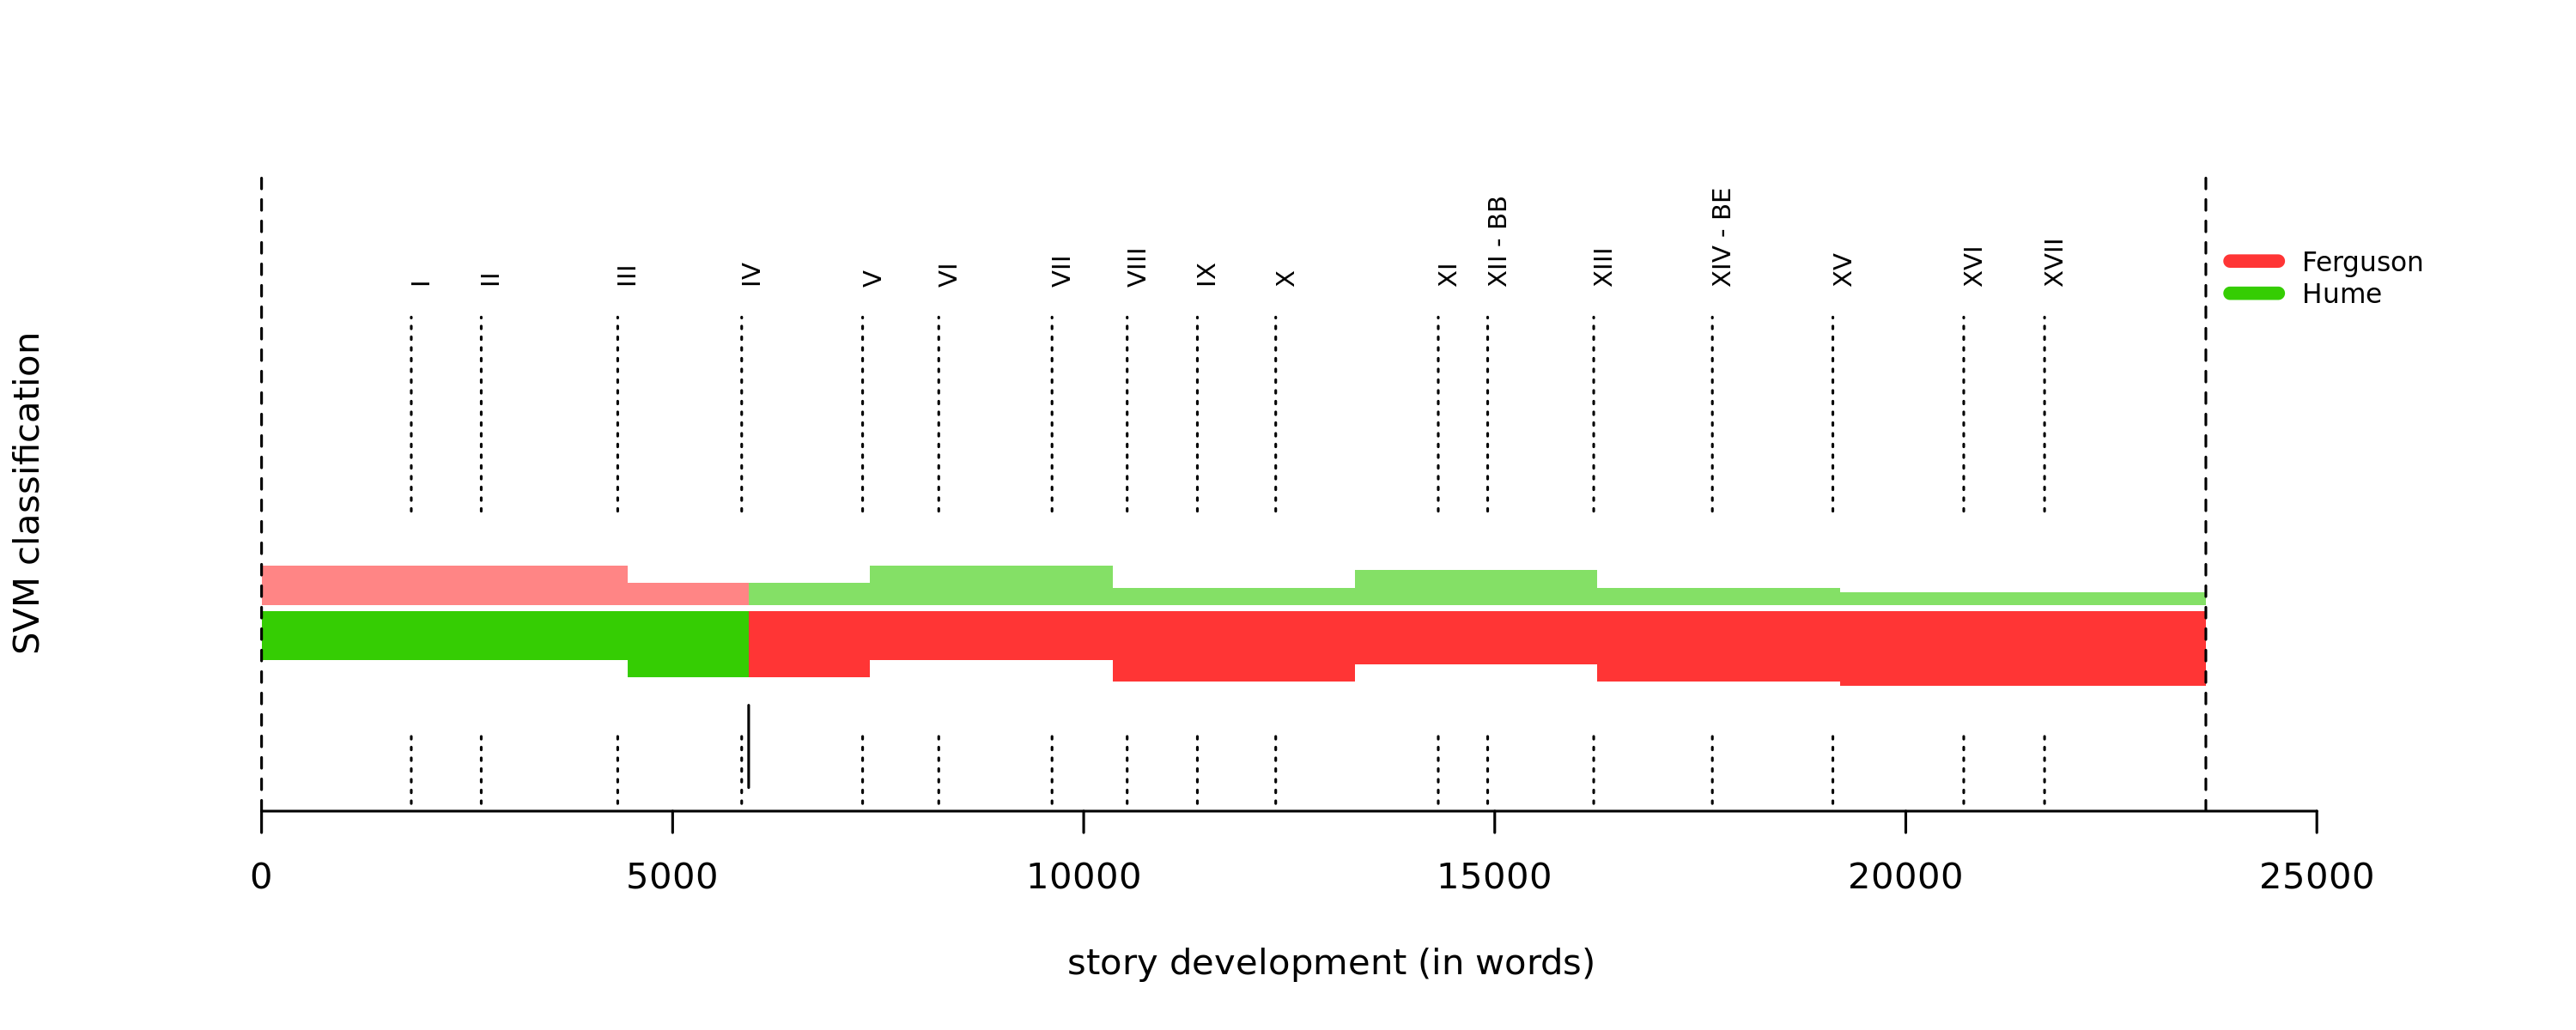 I
II
III
IV
V
VI
VII
VIII
IX
X
XI
XII - BB
XIII
XIV - BE
XV
XVI
XVII
Ferguson
Hume
SVM classification
0 5000 10000 15000 20000 25000
story development (in words)